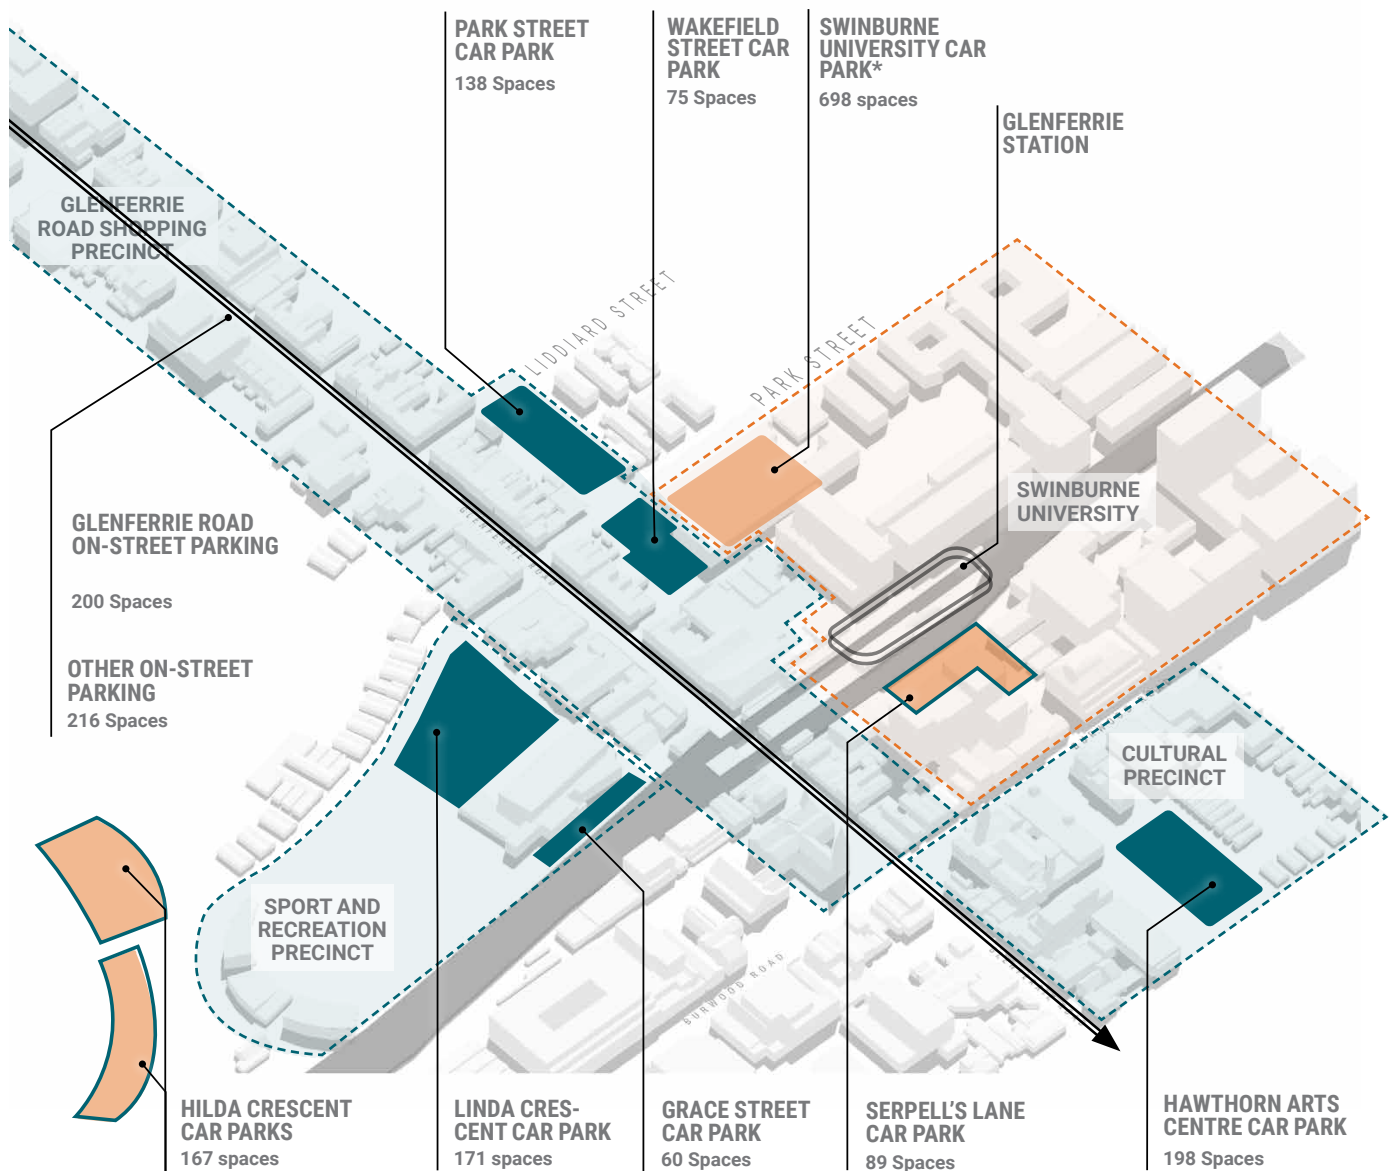 PARK STREET
CAR PARK
138 Spaces
WAKEFIELD
STREET CAR
PARK
75 Spaces
SWINBURNE
UNIVERSITY CAR
PARK*
698 spaces
GLENFERRIE
STATION
GLENFERRIE
ROAD SHOPPING
PRECINCT
LIDDIARD STREET
PARK STREET
SWINBURNE
UNIVERSITY
GLENFERRIE ROAD
ON-STREET PARKING
200 Spaces
OTHER ON-STREET
PARKING
216 Spaces
GLENFERRIE ROAD
CULTURAL
PRECINCT
SPORT AND
RECREATION
PRECINCT
BURWOOD ROAD
HILDA CRESCENT
CAR PARKS
167 spaces
LINDA CRES-
CENT CAR PARK
171 spaces
GRACE STREET
CAR PARK
60 Spaces
SERPELL'S LANE
CAR PARK
89 Spaces
HAWTHORN ARTS
CENTRE CAR PARK
198 Spaces